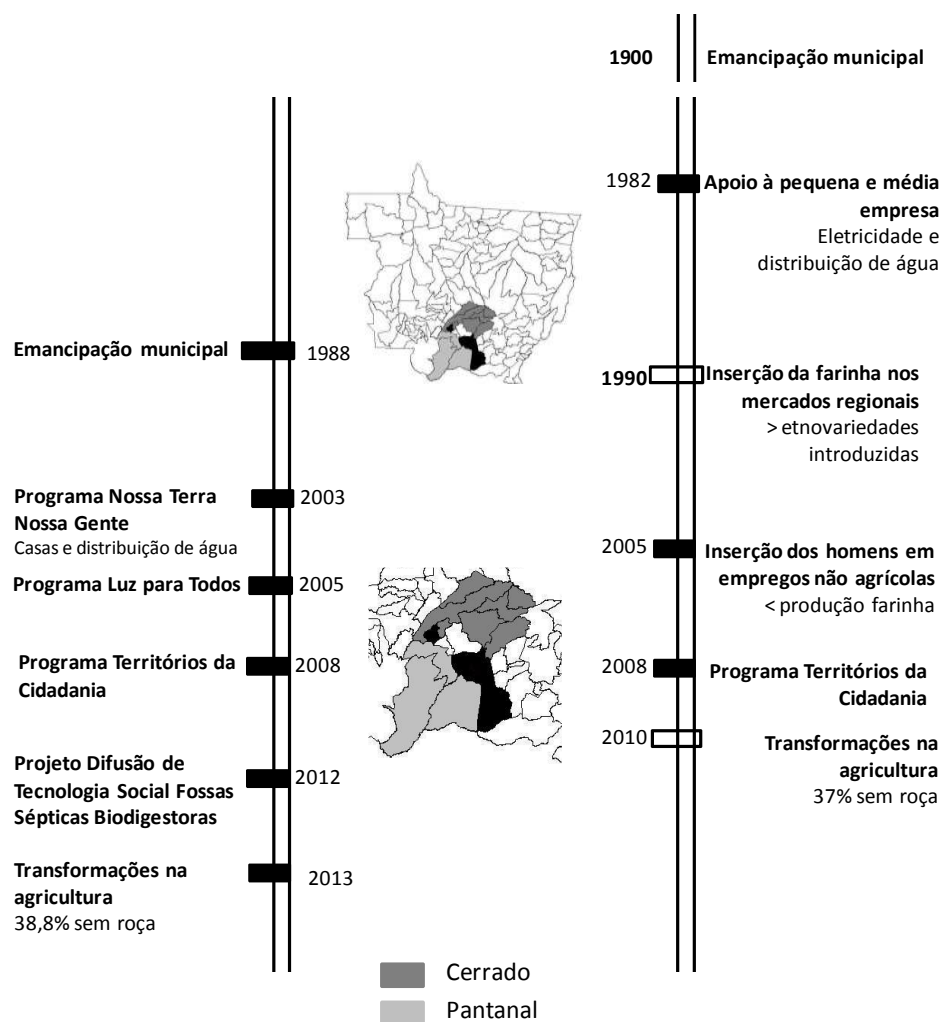 1900
Emancipação municipal
1982
Apoio à pequena e média
empresa
Eletricidade e
distribuição de água
Emancipação municipal
1988
1990
Inserção da farinha nos
mercados regionais
> etnovariedades
introduzidas
Programa Nossa Terra
Nossa Gente
Casas e distribuição de água
2003
2005
Inserção dos homens em
empregos não agrícolas
< produção farinha
Programa Luz para Todos
2005
Programa Territórios da
Cidadania
2008
2008
Programa Territórios da
Cidadania
2010
Transformações na
agricultura
37% sem roça
Projeto Difusão de
Tecnologia Social Fossas
Sépticas Biodigestoras
2012
Transformações na
agricultura
38,8% sem roça
2013
Cerrado
Pantanal